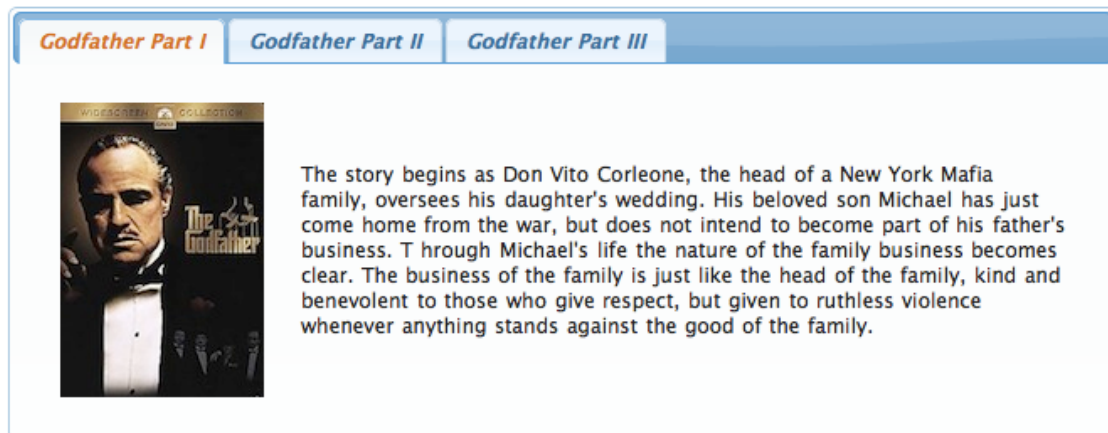 Godfather Part I
Godfather Part II
Godfather Part III
WIDESCREEN COLLECTION
The
Godfather
The story begins as Don Vito Corleone, the head of a New York Mafia
family, oversees his daughter's wedding. His beloved son Michael has just
come home from the war, but does not intend to become part of his father's
business. T hrough Michael's life the nature of the family business becomes
clear. The business of the family is just like the head of the family, kind and
benevolent to those who give respect, but given to ruthless violence
whenever anything stands against the good of the family.